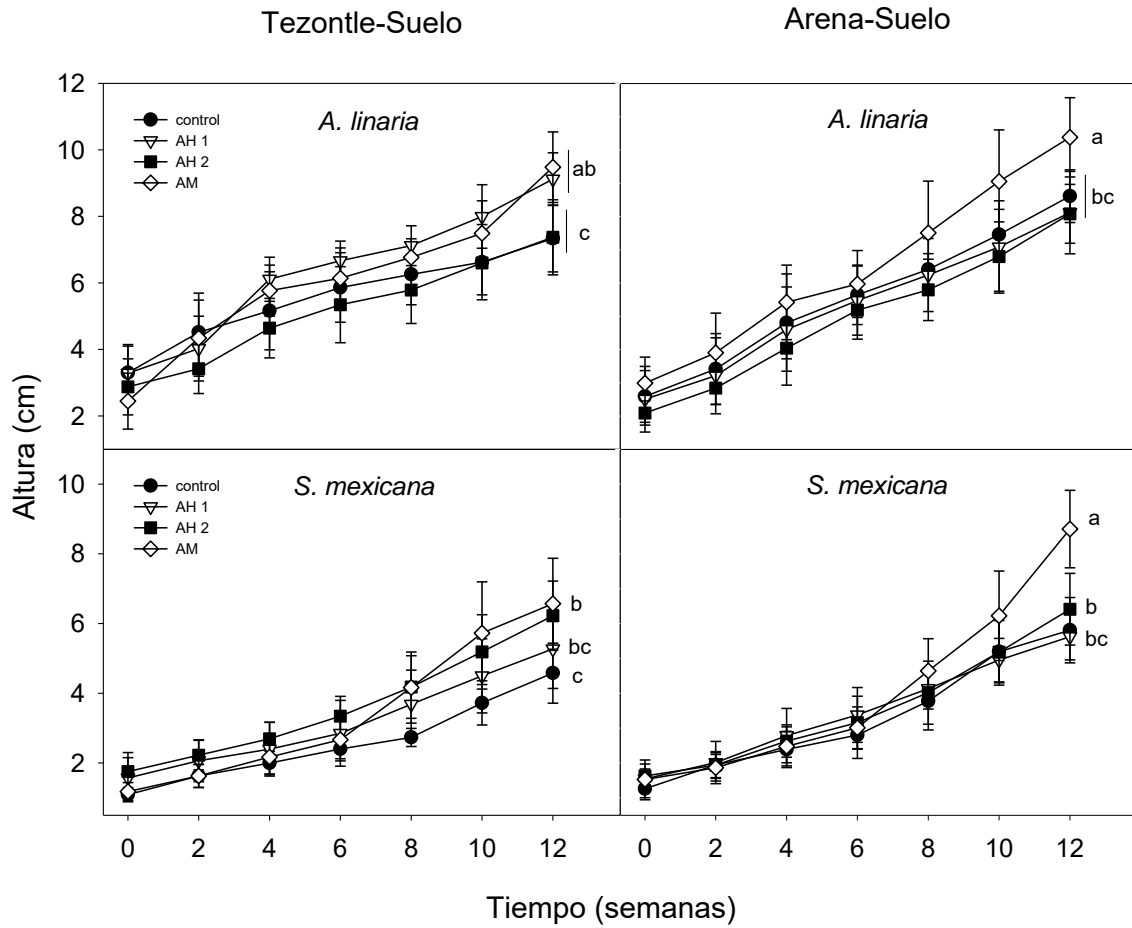 Tezontle-Suelo
Arena-Suelo
12
10
8
6
4
2
control
AH 1
AH 2
AM
A. linaria
ab
c
A. linaria
a
bc
10
8
6
4
2
control
AH 1
AH 2
AM
S. mexicana
b
bc
c
S. mexicana
a
b
bc
Altura (cm)
0 2 4 6 8 10 12
0 2 4 6 8 10 12
Tiempo (semanas)